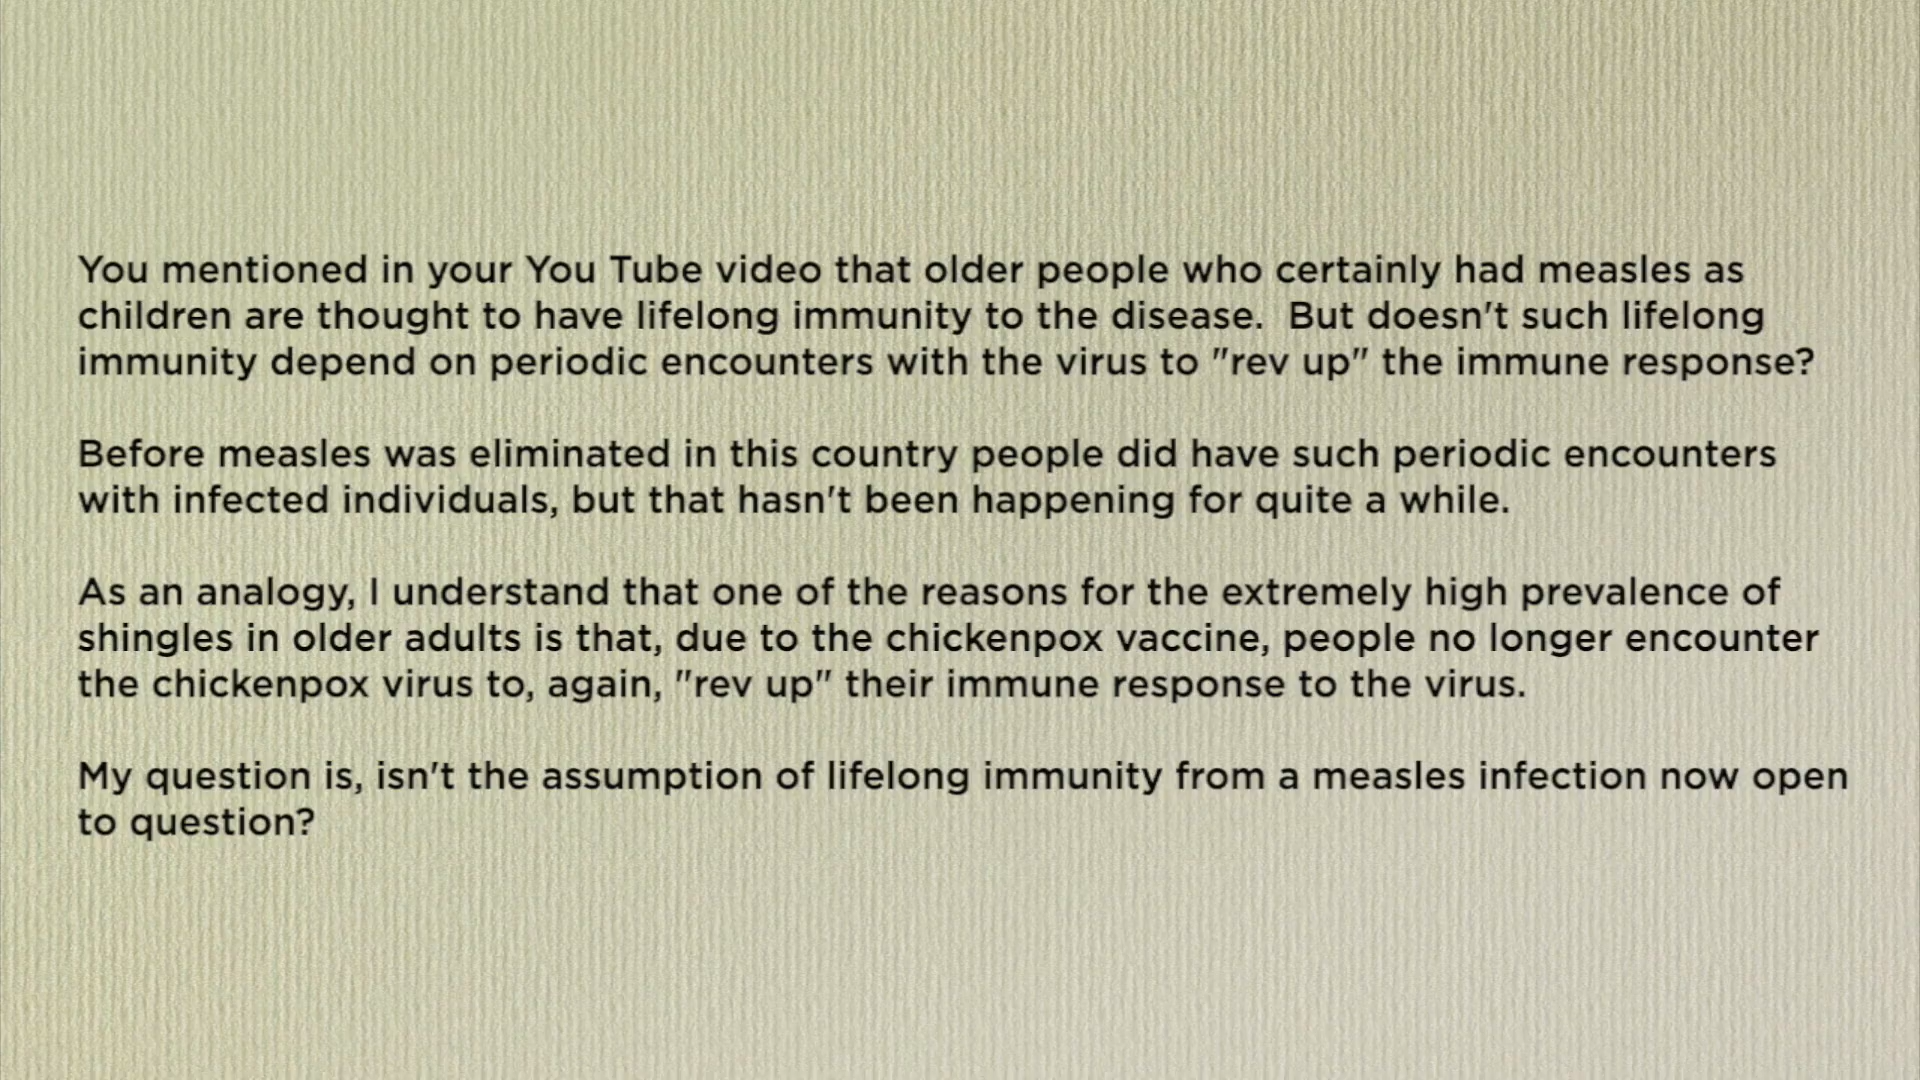 You mentioned in your You Tube video that older people who certainly had measles as
children are thought to have lifelong immunity to the disease.  But doesn't such lifelong
immunity depend on periodic encounters with the virus to "rev up" the immune response?
Before measles was eliminated in this country people did have such periodic encounters
with infected individuals, but that hasn't been happening for quite a while.
As an analogy, I understand that one of the reasons for the extremely high prevalence of
shingles in older adults is that, due to the chickenpox vaccine, people no longer encounter
the chickenpox virus to, again, "rev up" their immune response to the virus.
My question is, isn't the assumption of lifelong immunity from a measles infection now open
to question?